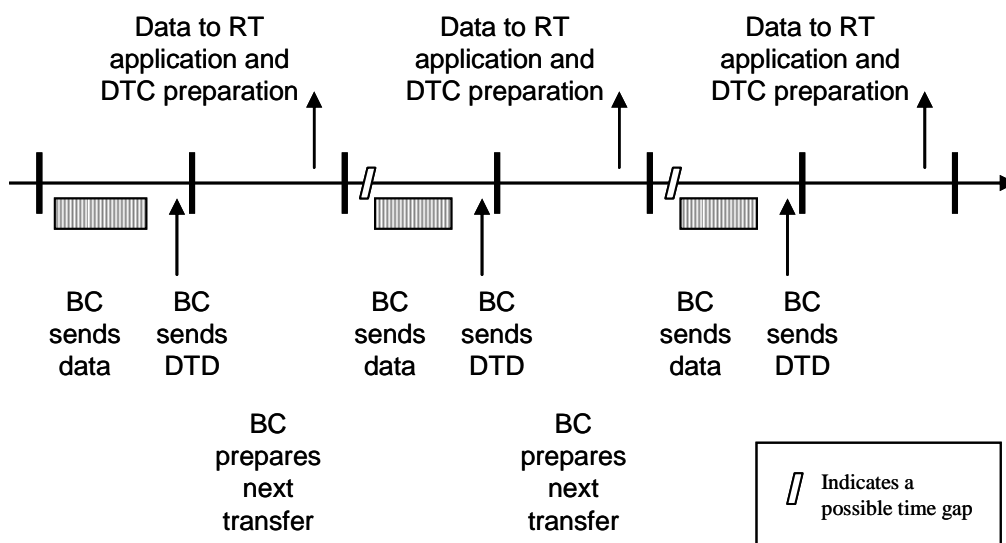 Data to RT
application and
DTC preparation
Data to RT
application and
DTC preparation
Data to RT
application and
DTC preparation
BC
sends
data
BC
sends
DTD
BC
sends
data
BC
sends
DTD
BC
sends
data
BC
sends
DTD
BC
prepares
next
transfer
BC
prepares
next
transfer
Indicates a
possible time gap